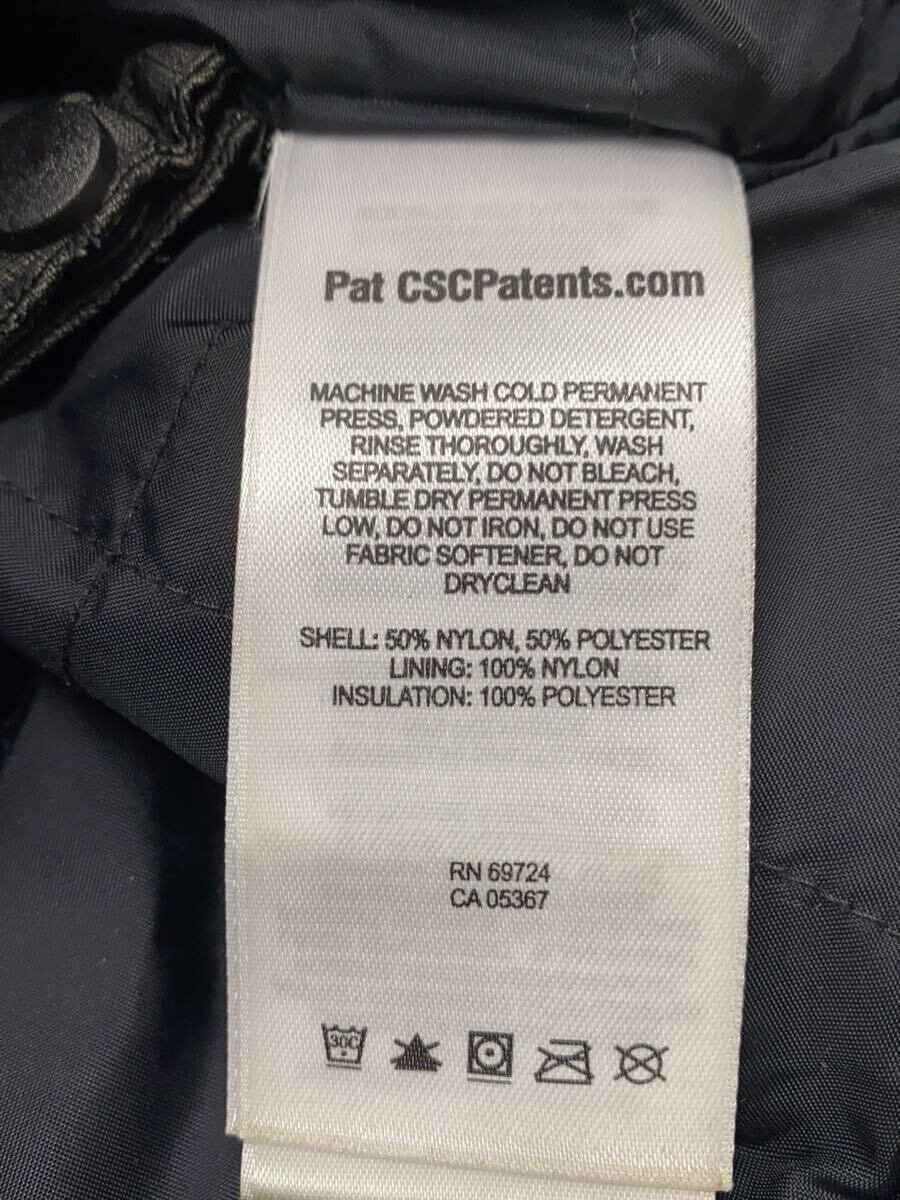 Pat CSCPatents.com
MACHINE WASH COLD PERMANENT
PRESS, POWDERED DETERGENT,
RINSE THOROUGHLY, WASH
SEPARATELY, DO NOT BLEACH,
TUMBLE DRY PERMANENT PRESS
LOW, DO NOT IRON, DO NOT USE
FABRIC SOFTENER, DO NOT
DRYCLEAN
SHELL: 50% NYLON, 50% POLYESTER
LINING: 100% NYLON
INSULATION: 100% POLYESTER
RN 69724
CA 05367
30C